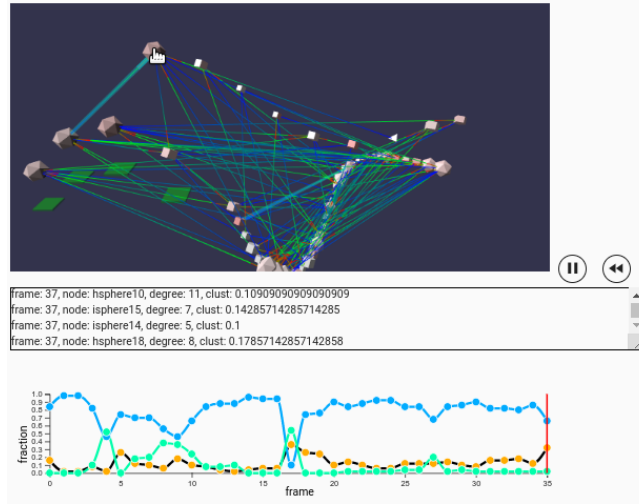 frame: 37, node: hsphere10, degree: 11, clust: 0.10909090909090909
frame: 37, node: isphere15, degree: 7, clust: 0.14285714285714285
frame: 37, node: isphere14, degree: 5, clust: 0.1
frame: 37, node: hsphere18, degree: 8, clust: 0.17857142857142858
fraction
1.0
0.9
0.8
0.7
0.6
0.5
0.4
0.3
0.2
0.1
0.0
0 5 10 15 20 25 30 35
frame